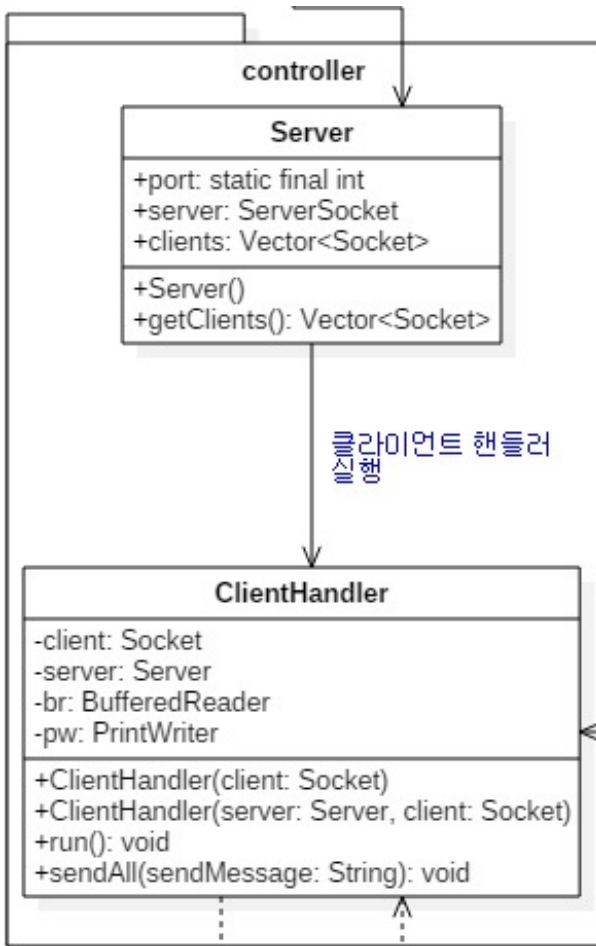 controller
Server
+port: static final int
+server: ServerSocket
+clients: Vector<Socket>
+Server()
+getClients(): Vector<Socket>
클라이언트 핸들러
실행
ClientHandler
-client: Socket
-server: Server
-br: BufferedReader
-pw: PrintWriter
+ClientHandler(client: Socket)
+ClientHandler(server: Server, client: Socket)
+run(): void
+sendAll(sendMessage: String): void